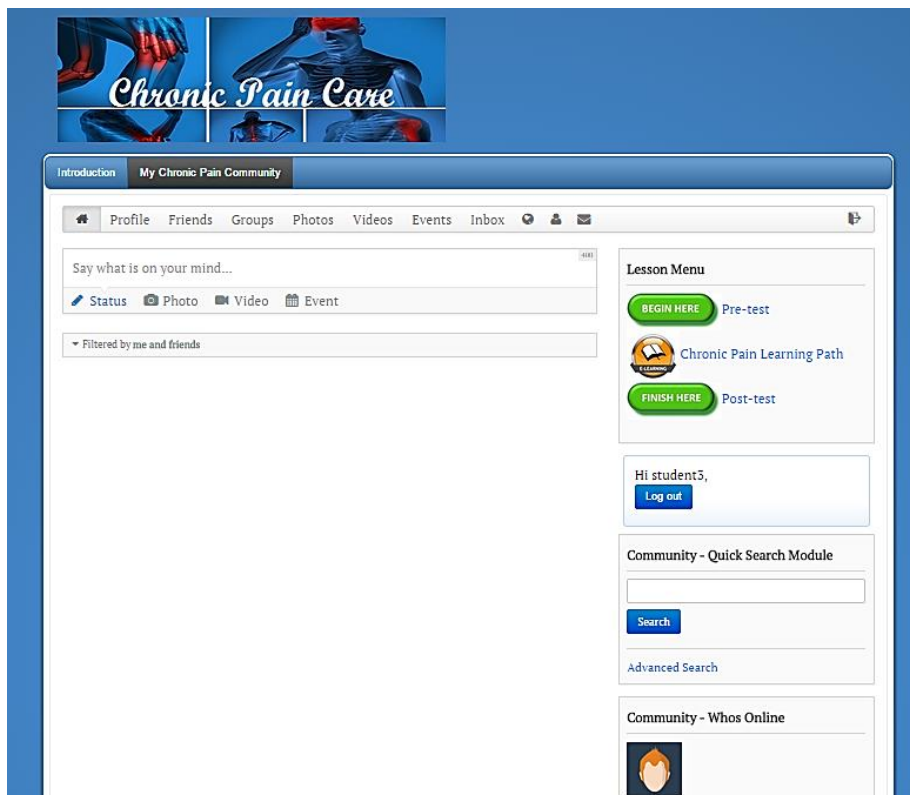 Chronic Pain Care
Introduction My Chronic Pain Community
Profile Friends Groups Photos Videos Events Inbox
Say what is on your mind...
Status Photo Video Event
Filtered by me and friends
Lesson Menu
BEGIN HERE Pre-test
E-LEARNING
Chronic Pain Learning Path
FINISH HERE Post-test
Hi student3,
Log out
Community - Quick Search Module
Search
Advanced Search
Community - Whos Online